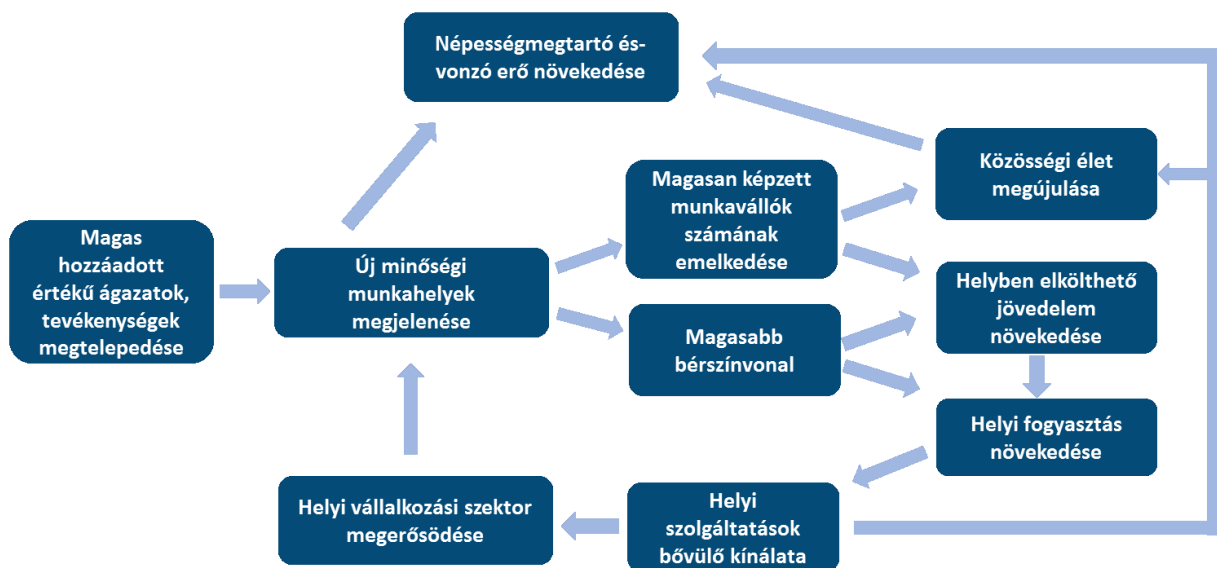 Népességmegtartó és-
vonzó erő növekedése
Közösségi élet
megújulása
Magasan képzett
munkavállók
számának
emelkedése
Magas
hozzáadott
értékű ágazatok,
tevékenységek
megtelepedése
Új minőségi
munkahelyek
megjelenése
Helyben elkölthető
jövedelem
növekedése
Magasabb
bérszínvonal
Helyi fogyasztás
növekedése
Helyi vállalkozási szektor
megerősödése
Helyi
szolgáltatások
bővülő kínálata